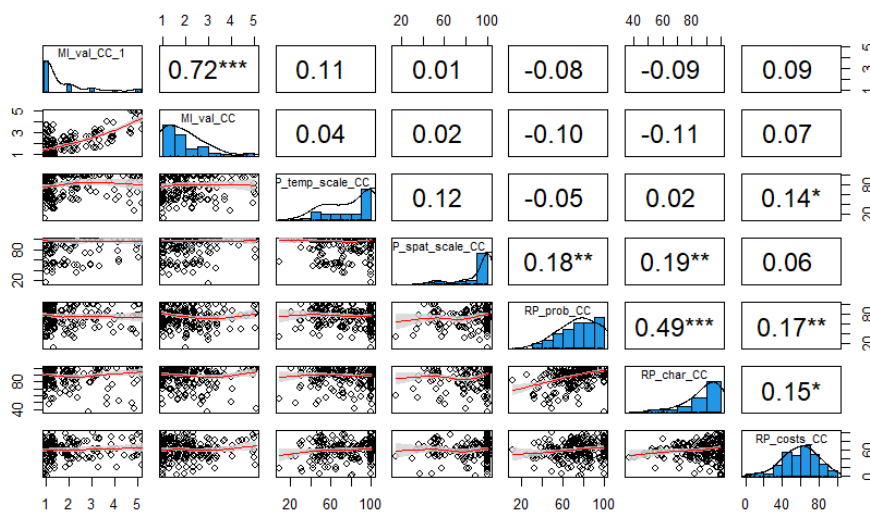 1 2 3 4 5 20 60 100 40 80
MI_val_CC_1 0.72*** 0.11 0.01 -0.08 -0.09 0.09 1 3 5
1 3 5 MI_val_CC 0.04 0.02 -0.10 -0.11 0.07
P_temp_scale_CC 0.12 -0.05 0.02 0.14* 20 80
20 80 P_spat_scale_CC 0.18** 0.19** 0.06
RP_prob_CC 0.49*** 0.17** 20 80
40 80 RP_char_CC 0.15*
RP_costs_CC 0 60
1 2 3 4 5 20 60 100 20 60 100 0 40 80